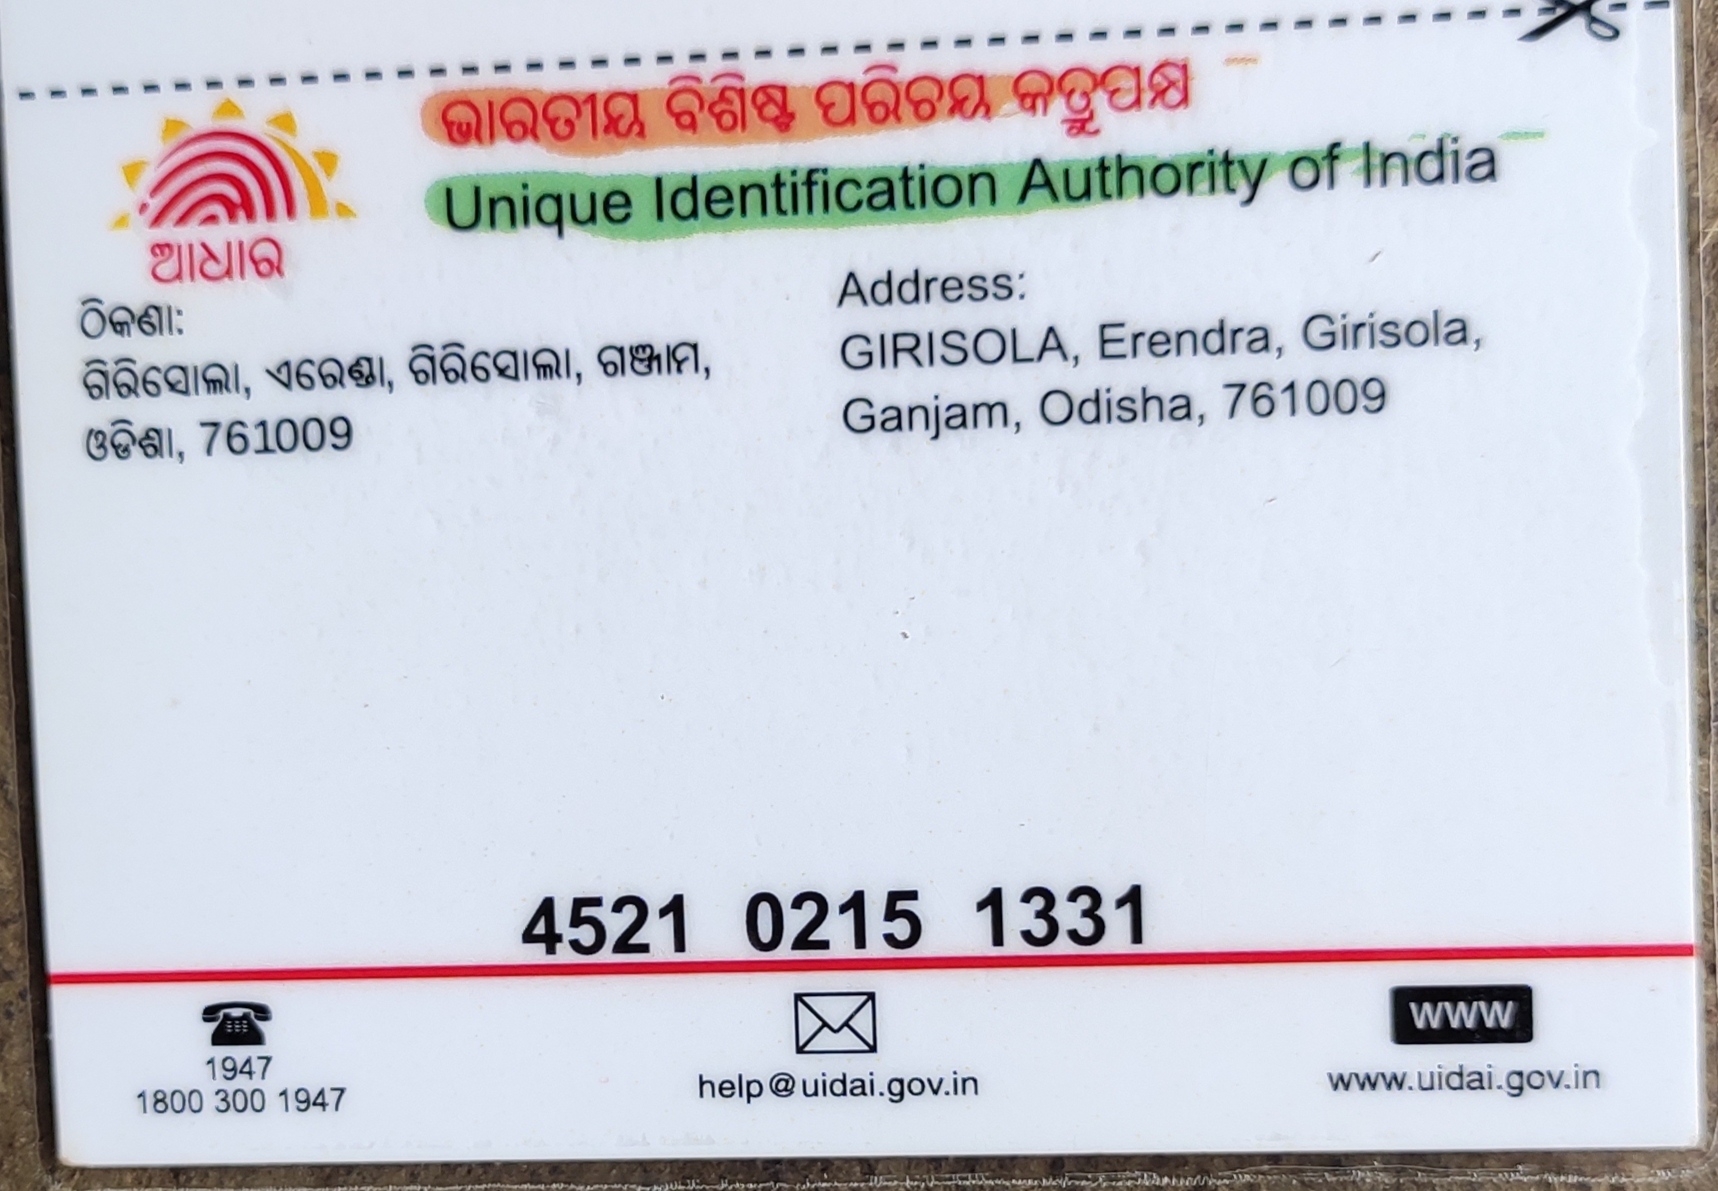 ଭାରତୀୟ ବିଶିଷ୍ଟ ପରିଚୟ କତ୍ରୁପକ୍ଷ
Unique Identification Authority of India
ଆଧାର
ଠିକଣା:
ଗିରିସୋଲା, ଏରେଣ୍ଡ୍ରା, ଗିରିସୋଲା, ଗଞ୍ଜାମ,
ଓଡିଶା, 761009
Address:
GIRISOLA, Erendra, Girisola,
Ganjam, Odisha, 761009
4521 0215 1331
1947
1800 300 1947
help@uidai.gov.in
www
www.uidai.gov.in